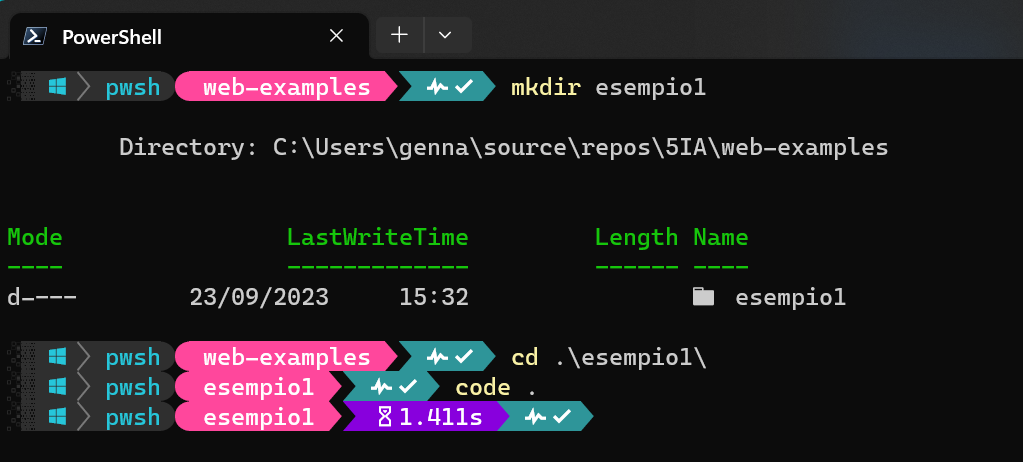 PowerShell
pwsh web-examples mkdir esempio1
Directory: C:\Users\genna\source\repos\5IA\web-examples
Mode LastWriteTime Length Name
---- ------------- ------ ----
d---- 23/09/2023 15:32 esempio1
pwsh web-examples cd .\esempio1\
pwsh esempio1 code .
pwsh esempio1 1.411s